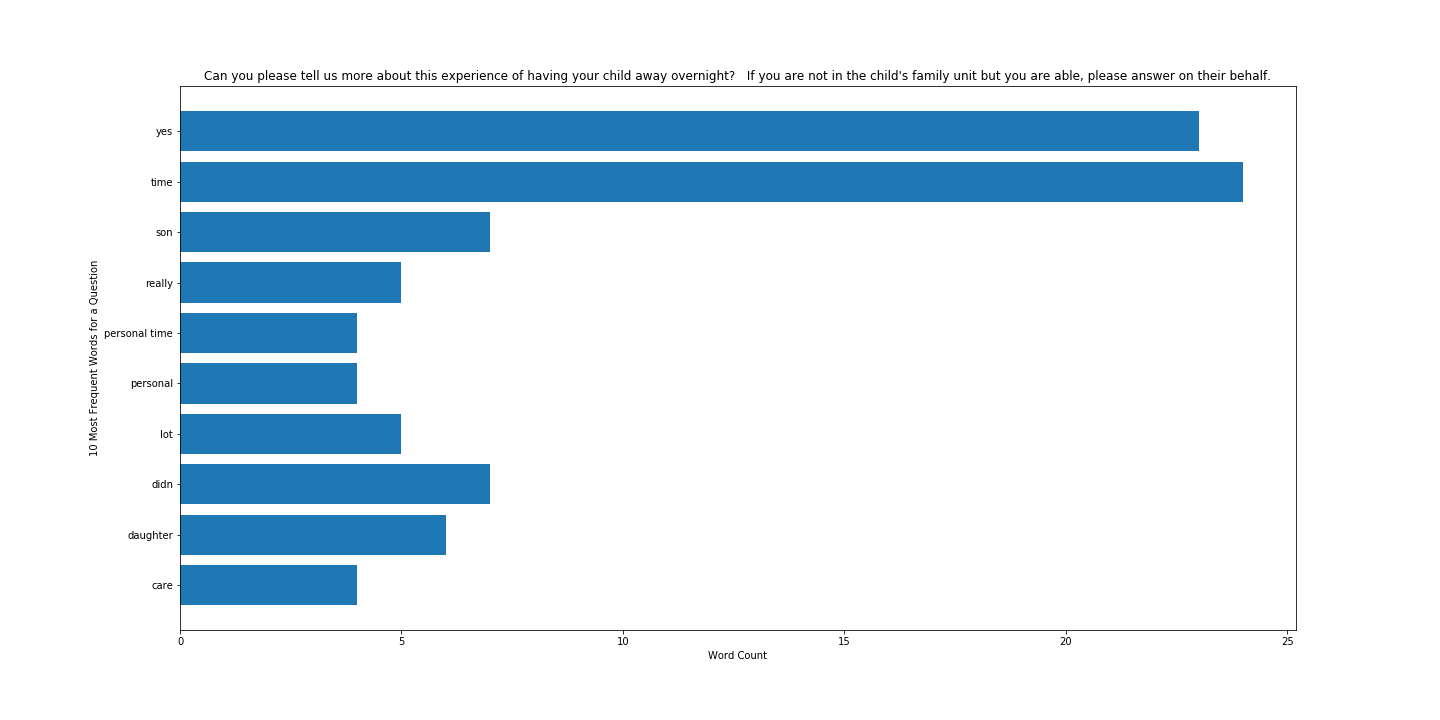 Can you please tell us more about this experience of having your child away overnight?   If you are not in the child's family unit but you are able, please answer on their behalf.
yes
time
son
really
personal time
personal
lot
didn
daughter
care
10 Most Frequent Words for a Question
0 5 10 15 20 25
Word Count